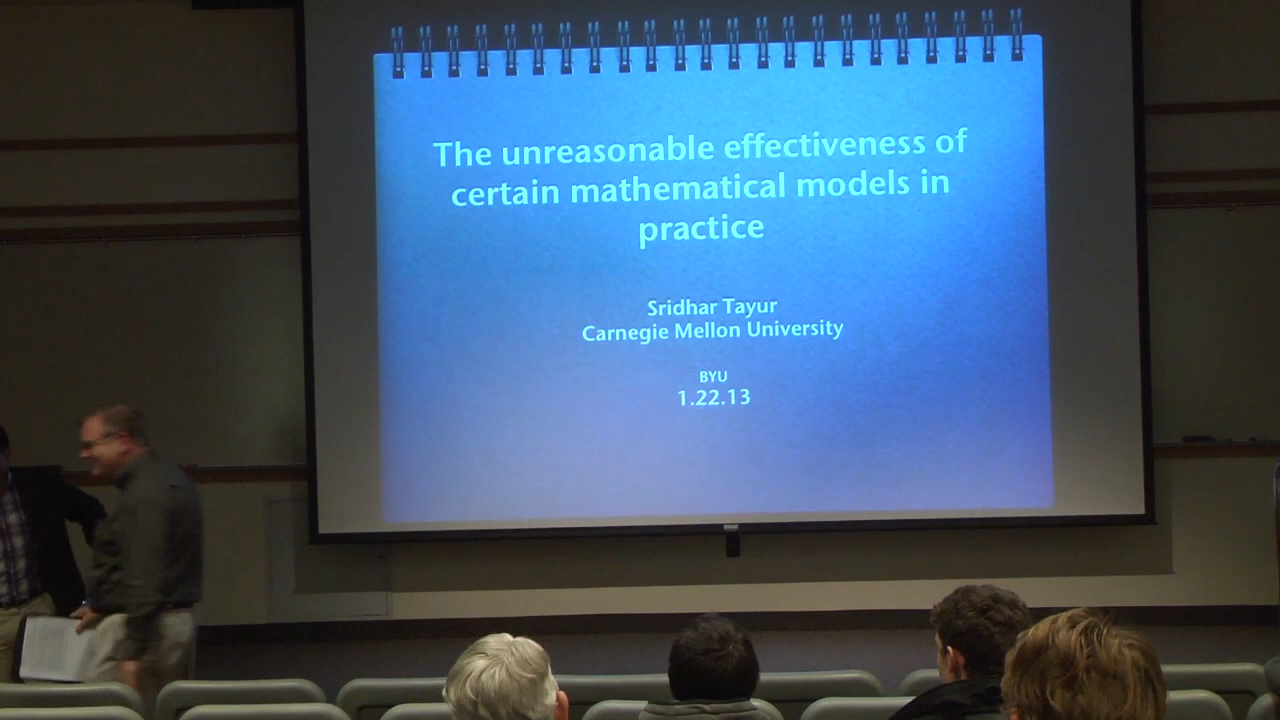 The unreasonable effectiveness of
certain mathematical models in
practice
Sridhar Tayur
Carnegie Mellon University
BYU
1.22.13